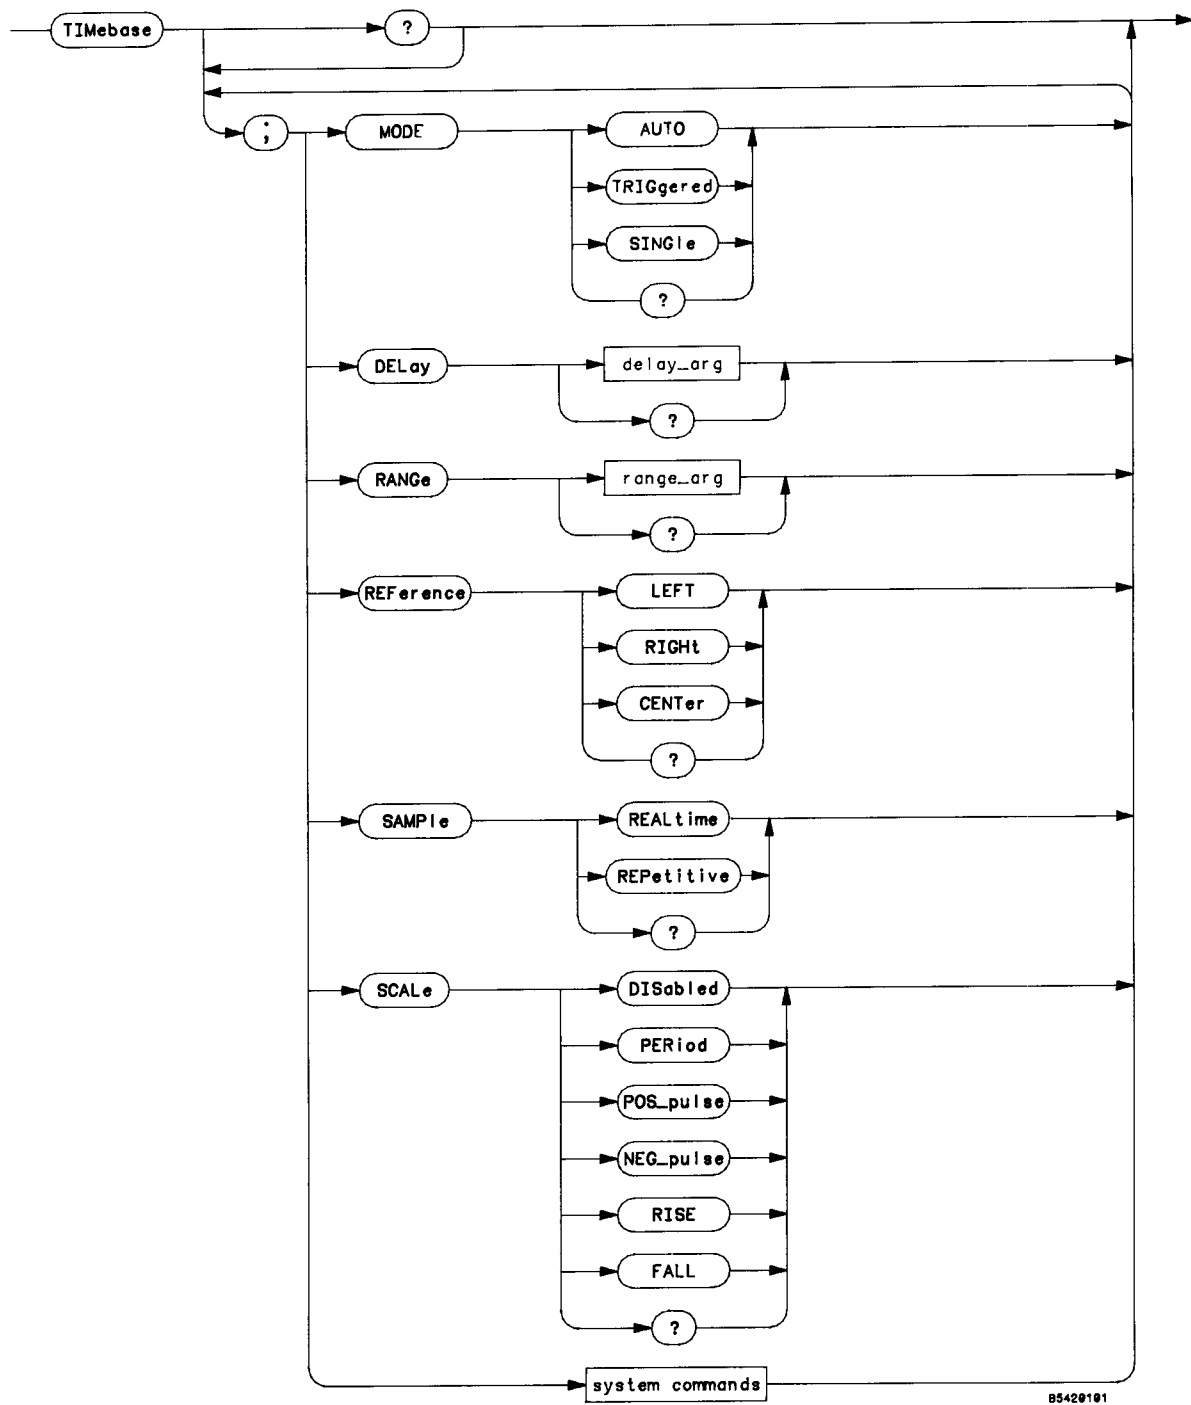 TIMebase
?
;
MODE
AUTO
TRIGgered
SINGle
?
DELay
delay_arg
?
RANGe
range_arg
?
REFerence
LEFT
RIGHt
CENTer
?
SAMPle
REALtime
REPetitive
?
SCALe
DISabled
PERiod
POS_pulse
NEG_pulse
RISE
FALL
?
system commands
B5420101